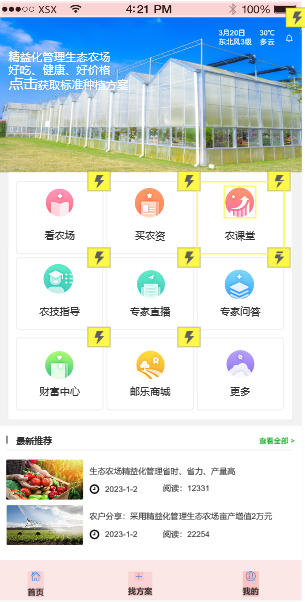 XSX
4:21 PM
100%
3月20日 30℃
东北风3级 多云
精益化管理生态农场
好吃、健康、好价格
点击获取标准种植方案
看农场
买农资
农课堂
农技指导
专家直播
专家问答
财富中心
邮乐商城
更多
最新推荐
查看全部 >
生态农场精益化管理省时、省力、产量高
2023-1-2 阅读：12331
农户分享：采用精益化管理生态农场亩产增值2万元
2023-1-2 阅读：22254
首页
找方案
我的